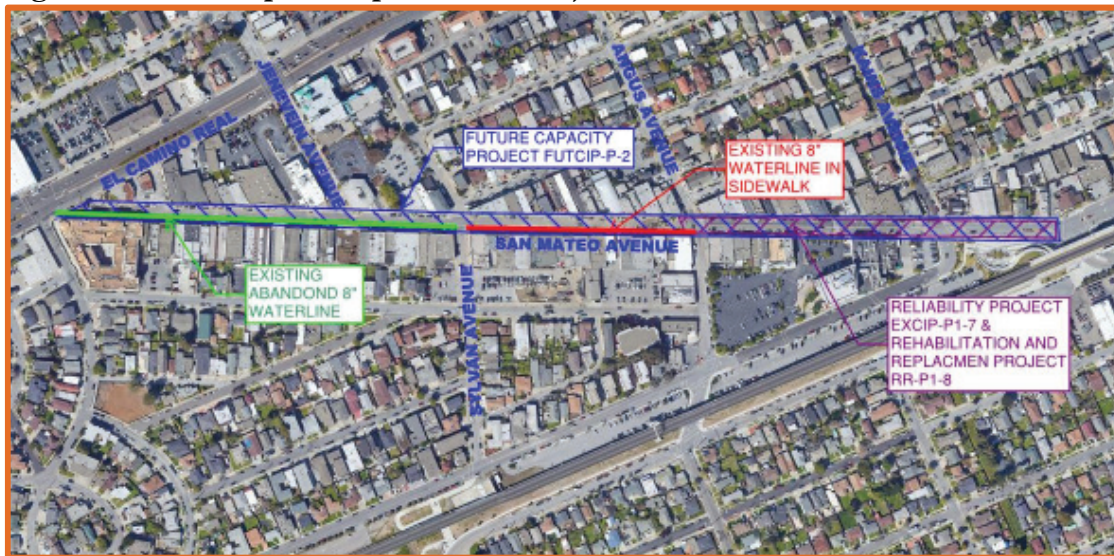 EL CAMINO REAL
JENEVEIN AVENUE
ANGUS AVENUE
FUTURE CAPACITY
PROJECT FUTCIP-P-2
EXISTING 8"
WATERLINE IN
SIDEWALK
SAN MATEO AVENUE
EXISTING
ABANDOND 8"
WATERLINE
SYLVAN AVENUE
RELIABILITY PROJECT
EXCIP-P1-7 &
REHABILITATION AND
REPLACMEN PROJECT
RR-P1-8